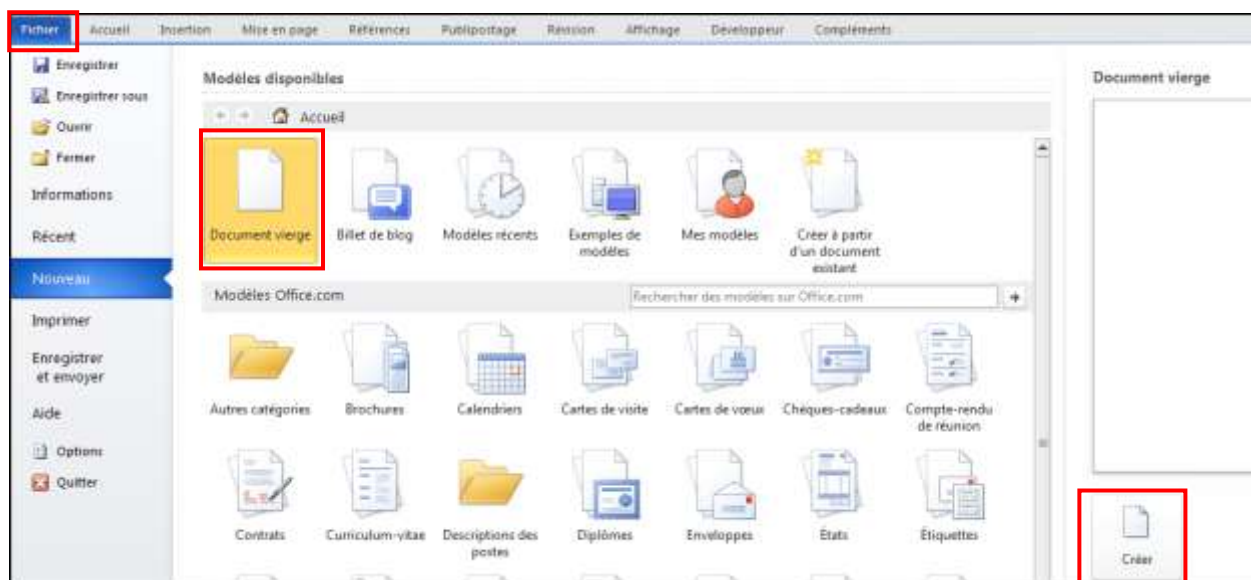 Fichier Accueil Insertion Mise en page Références Publipostage Révision Affichage Développeur Compléments
Enregistrer
Enregistrer sous
Ouvrir
Fermer
Informations
Récent
Nouveau
Imprimer
Enregistrer
et envoyer
Aide
Options
Quitter
Modèles disponibles
Accueil
Document vierge Billet de blog Modèles récents Exemples de Mes modèles Créer à partir
modèles d'un document
existant
Modèles Office.com Rechercher des modèles sur Office.com
Autres catégories Brochures Calendriers Cartes de visite Cartes de vœux Chèques-cadeaux Compte-rendu
de réunion
Contrats Curriculum-vitae Descriptions des Diplômes Enveloppes États Étiquettes
postes
Document vierge
Créer